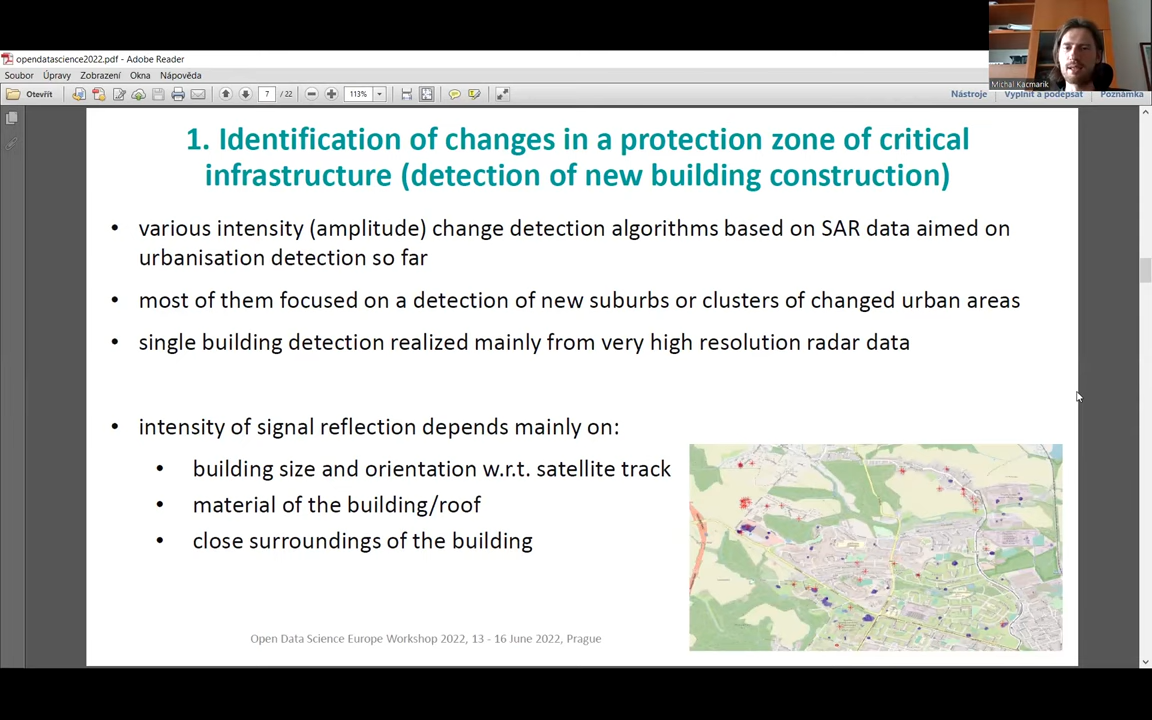 opendatascience2022.pdf - Adobe Reader
Soubor Úpravy Zobrazení Okna Nápověda
Otevřít 7 / 22 113% Nástroje Vyplnit a podepsat Poznámka
Michal Kacmarik
1. Identification of changes in a protection zone of critical
infrastructure (detection of new building construction)
• various intensity (amplitude) change detection algorithms based on SAR data aimed on
urbanisation detection so far
• most of them focused on a detection of new suburbs or clusters of changed urban areas
• single building detection realized mainly from very high resolution radar data
• intensity of signal reflection depends mainly on:
• building size and orientation w.r.t. satellite track
• material of the building/roof
• close surroundings of the building
Open Data Science Europe Workshop 2022, 13 - 16 June 2022, Prague